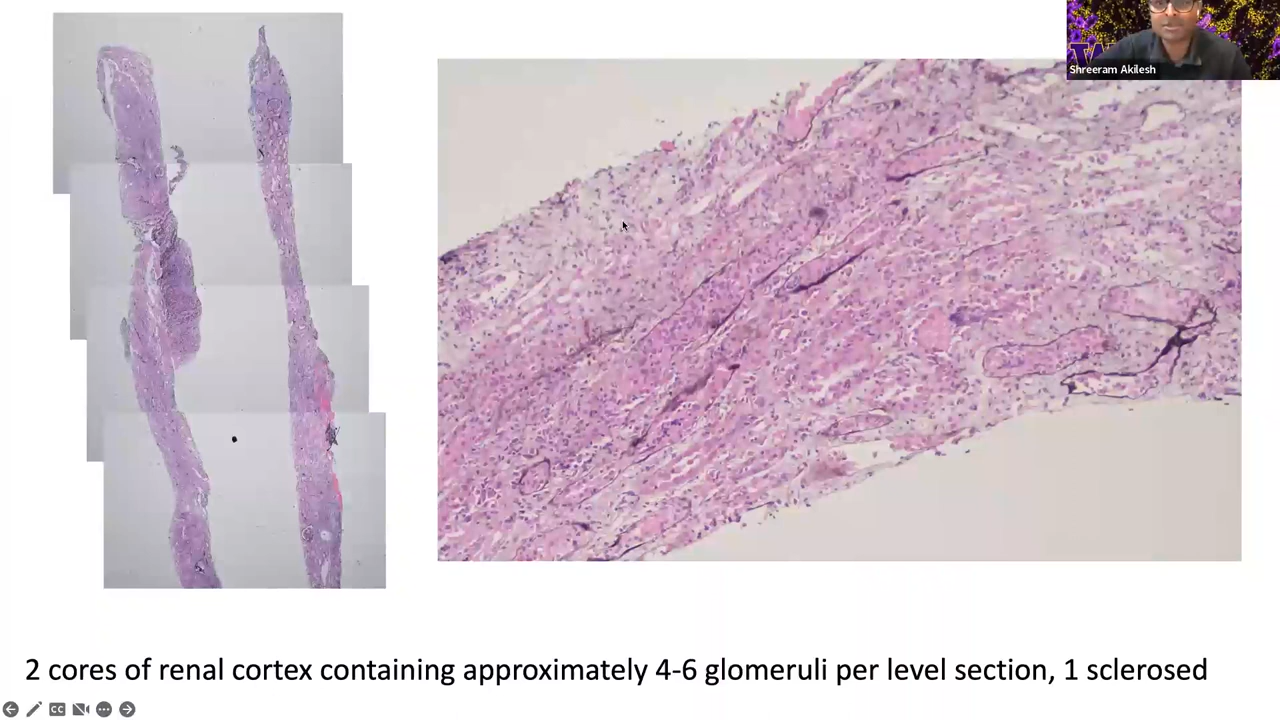 Shreeram Akilesh
2 cores of renal cortex containing approximately 4-6 glomeruli per level section, 1 sclerosed